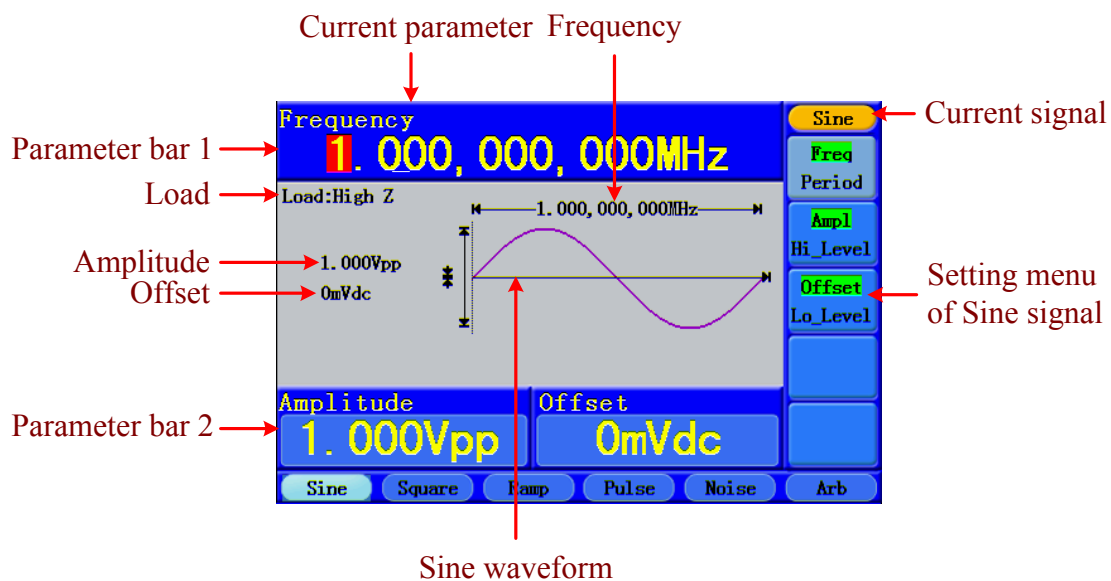 Current parameter Frequency
Frequency
Sine
Current signal
Parameter bar 1
1.000,000,000MHz
Freq
Period
Load
Load:High Z
1.000,000,000MHz
Ampl
Hi_Level
Amplitude
1.000Vpp
Offset
0mVdc
Offset
Lo_Level
Setting menu
of Sine signal
Amplitude
Offset
Parameter bar 2
1.000Vpp
0mVdc
Sine
Square
Ramp
Pulse
Noise
Arb
Sine waveform